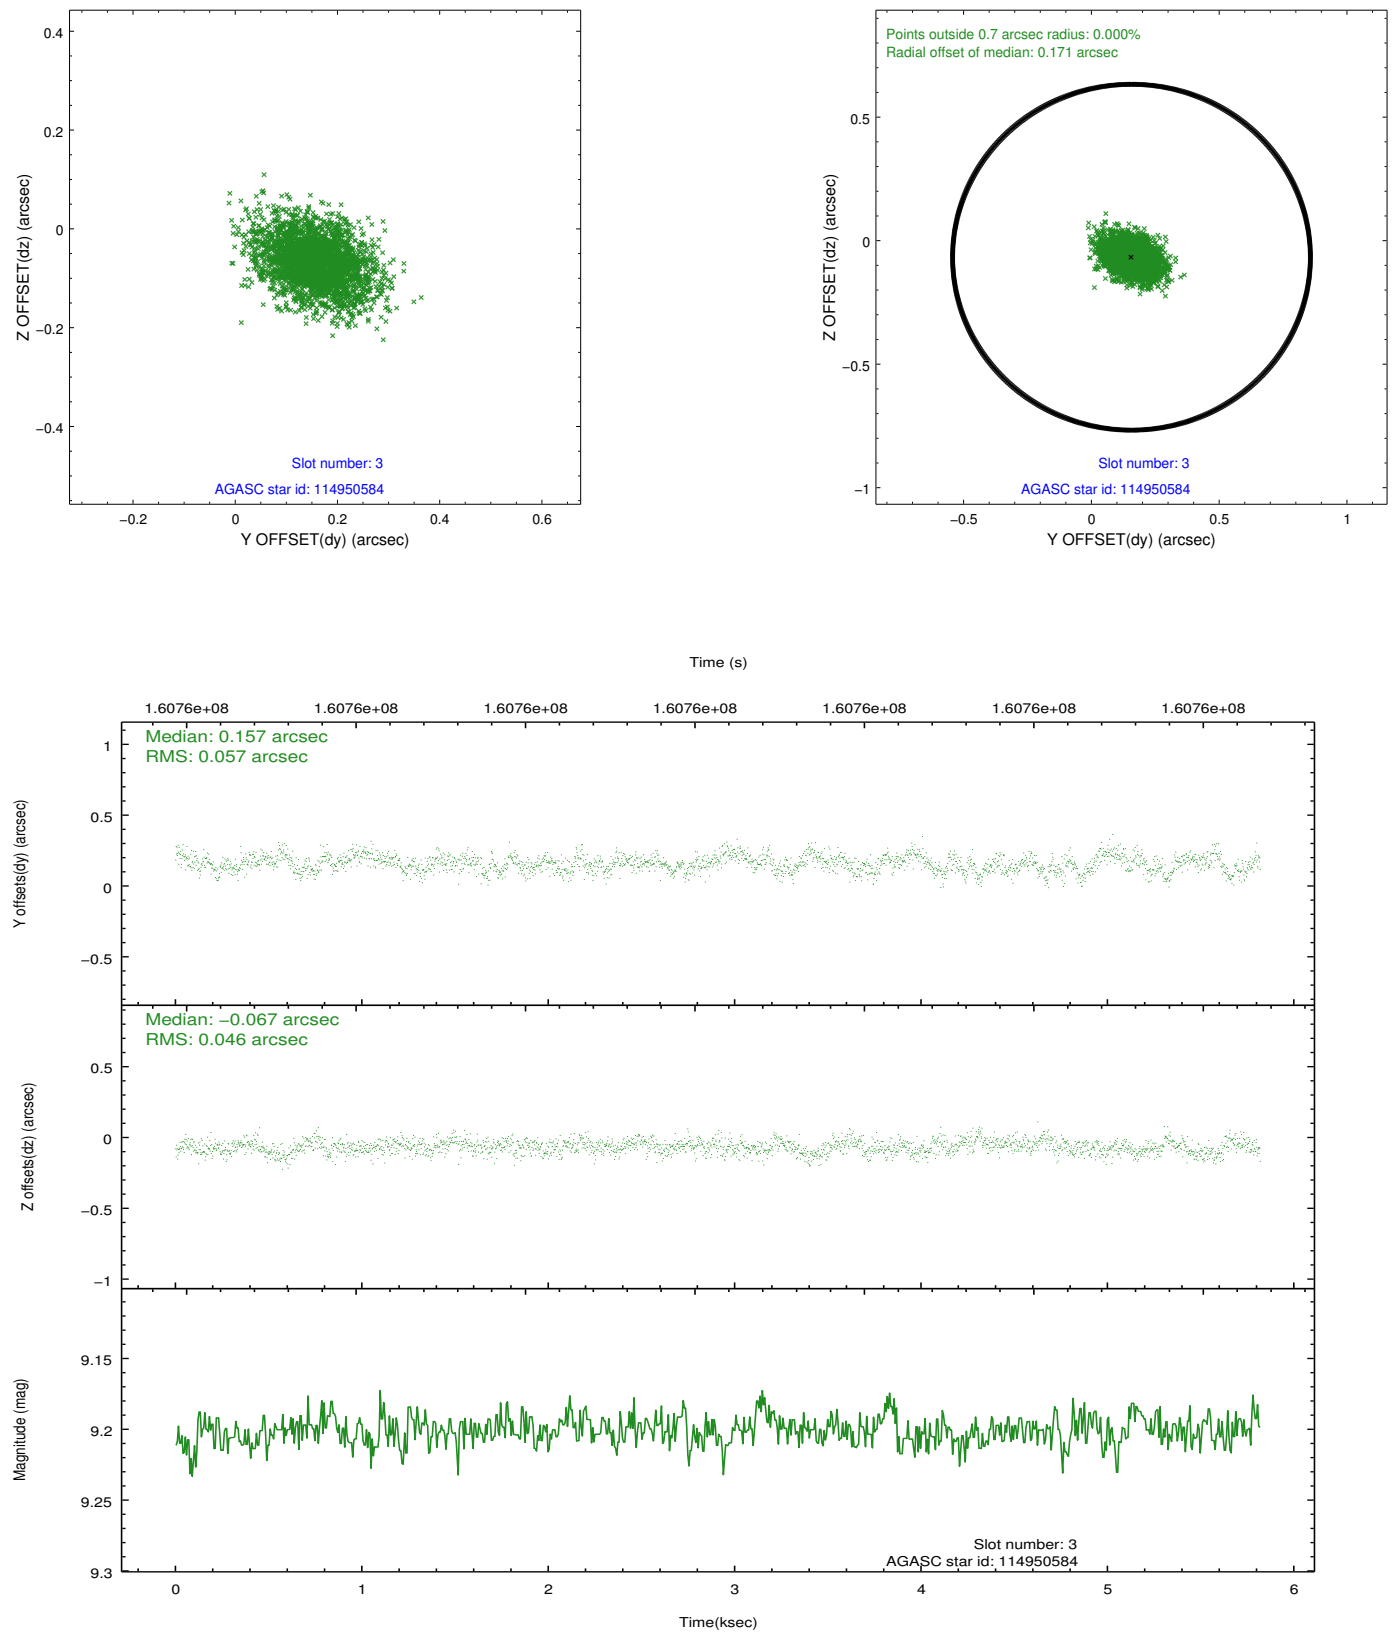 0.4
0.2
0
−0.2
−0.4
Z OFFSET(dz) (arcsec)
Slot number: 3
AGASC star id: 114950584
−0.2 0 0.2 0.4 0.6
Y OFFSET(dy) (arcsec)
Points outside 0.7 arcsec radius: 0.000%
Radial offset of median: 0.171 arcsec
0.5
0
−0.5
−1
Z OFFSET(dz) (arcsec)
Slot number: 3
AGASC star id: 114950584
−0.5 0 0.5 1
Y OFFSET(dy) (arcsec)
Time (s)
1.6076e+08 1.6076e+08 1.6076e+08 1.6076e+08 1.6076e+08 1.6076e+08 1.6076e+08
Median: 0.157 arcsec
RMS: 0.057 arcsec
1
0.5
0
−0.5
Y offsets(dy) (arcsec)
Median: −0.067 arcsec
RMS: 0.046 arcsec
0.5
0
−0.5
−1
Z offsets(dz) (arcsec)
9.15
9.2
9.25
9.3
Magnitude (mag)
Slot number: 3
AGASC star id: 114950584
0 1 2 3 4 5 6
Time(ksec)